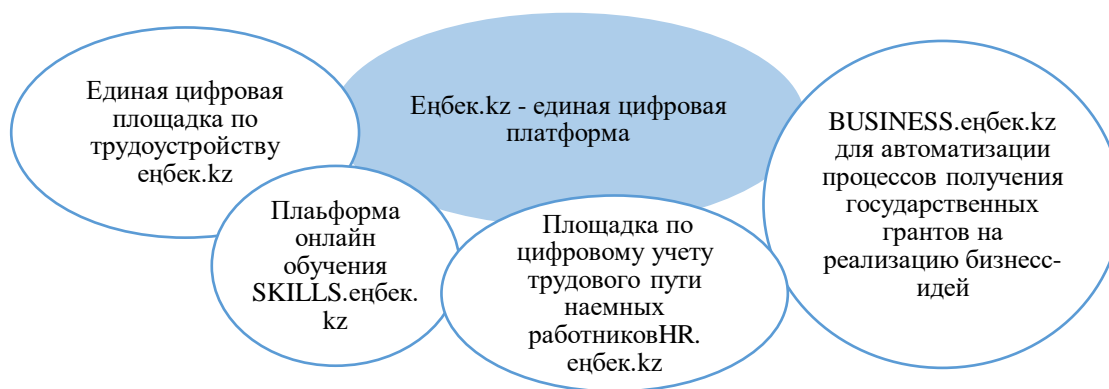 Единая цифровая
площадка по
трудоустройству
еңбек.kz
Еңбек.kz - единая цифровая
платформа
BUSINESS.еңбек.kz
для автоматизации
процессов получения
государственных
грантов на
реализацию бизнесс-
идей
Плаьформа
онлайн
обучения
SKILLS.еңбек.
kz
Площадка по
цифровому учету
трудового пути
наемных
работниковHR.
еңбек.kz